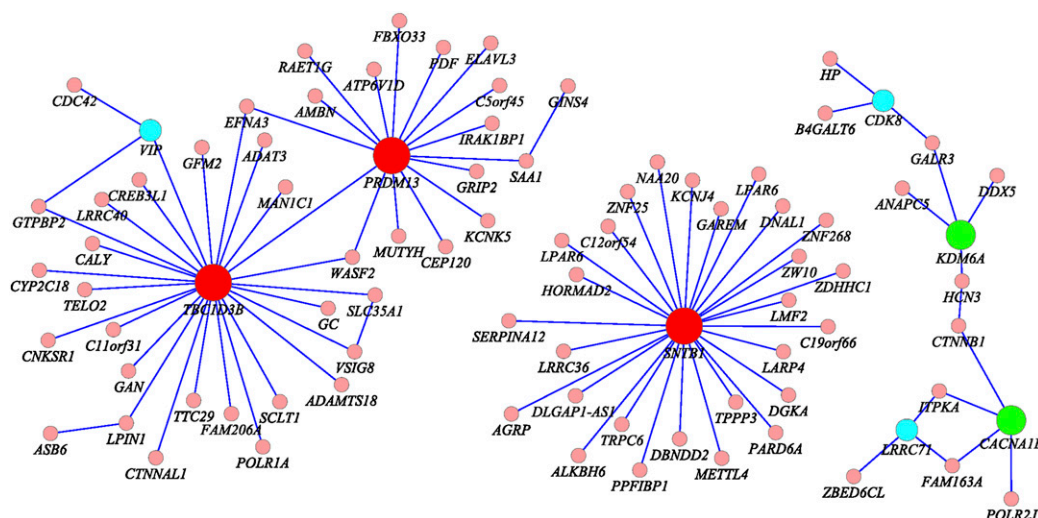 FBXO33
RAET1G
PDF
ELAVL3
HP
ATP6V1D
CDC42
C5orf45
GINS4
AMBN
B4GALT6
CDK8
EFNA3
IRAK1BP1
VIP
ADAT3
GFM2
GALR3
PRDM13
SAA1
NAA20
KCNJ4
LPAR6
DDX5
GRIP2
CREB3L1
MAN1C1
ZNF25
ANAPC5
LRRC40
GAREM
DNAL1
GTPBP2
KCNK5
ZNF268
C12orf54
MUTYH
KDM6A
CALY
LPAR6
CEP120
WASF2
ZW10
CYP2C18
ZDHHC1
TELO2
HORMAD2
TBC1D3B
SLC35A1
HCN3
GC
LMF2
SERPINA12
C11orf31
C19orf66
SNTB1
CTNNB1
CNKSR1
VSIG8
LRRC36
LARP4
GAN
ADAMTS18
DGKA
ITPKA
DLGAP1-AS1
TTC29
SCLT1
AGRP
TPPP3
FAM206A
TRPC6
LPIN1
PARD6A
CACNA1F
ASB6
DBNDD2
LRRC71
POLR1A
ALKBH6
CTNNAL1
METTL4
FAM163A
PPFIBP1
ZBED6CL
POLR2J